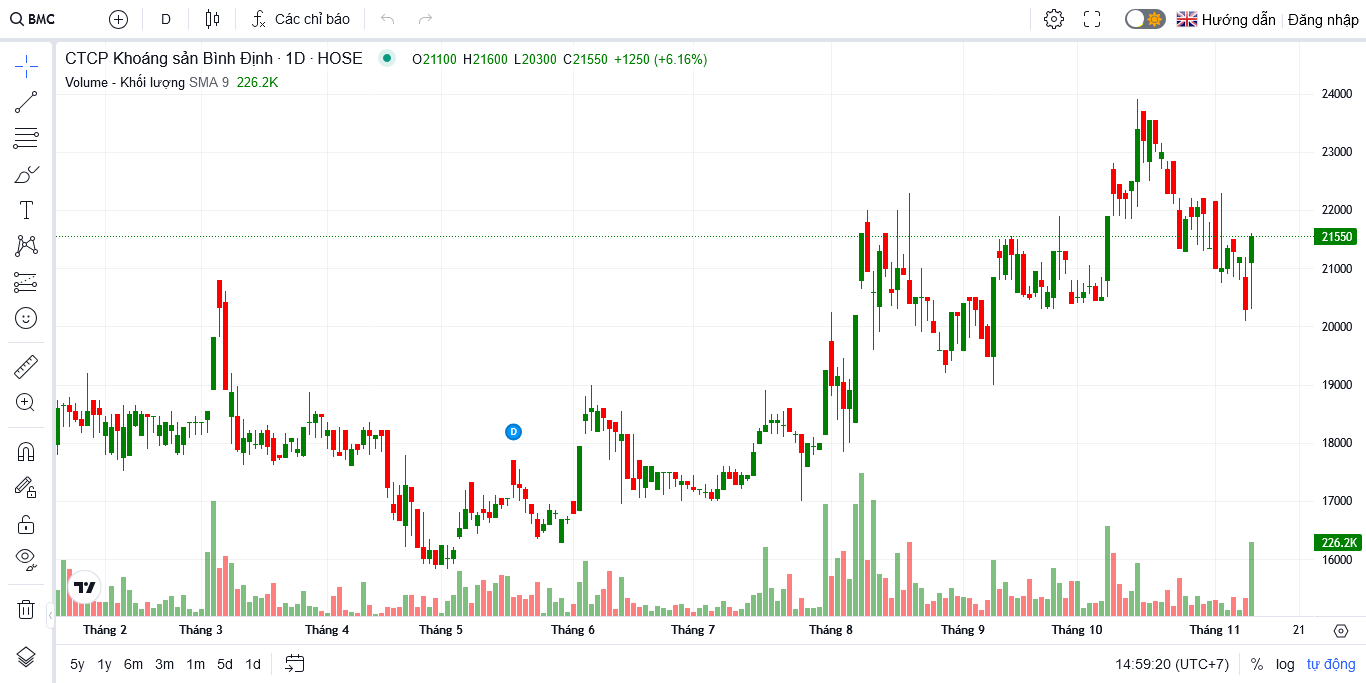 BMC D Các chỉ báo Hướng dẫn Đăng nhập
CTCP Khoáng sản Bình Định · 1D · HOSE O21100 H21600 L20300 C21550 +1250 (+6.16%)
Volume - Khối lượng SMA 9 226.2K
24000
23000
22000
21550
21000
20000
19000
D
18000
17000
226.2K
16000
Tháng 2 Tháng 3 Tháng 4 Tháng 5 Tháng 6 Tháng 7 Tháng 8 Tháng 9 Tháng 10 Tháng 11 21
5y 1y 6m 3m 1m 5d 1d 14:59:20 (UTC+7) % log tự động